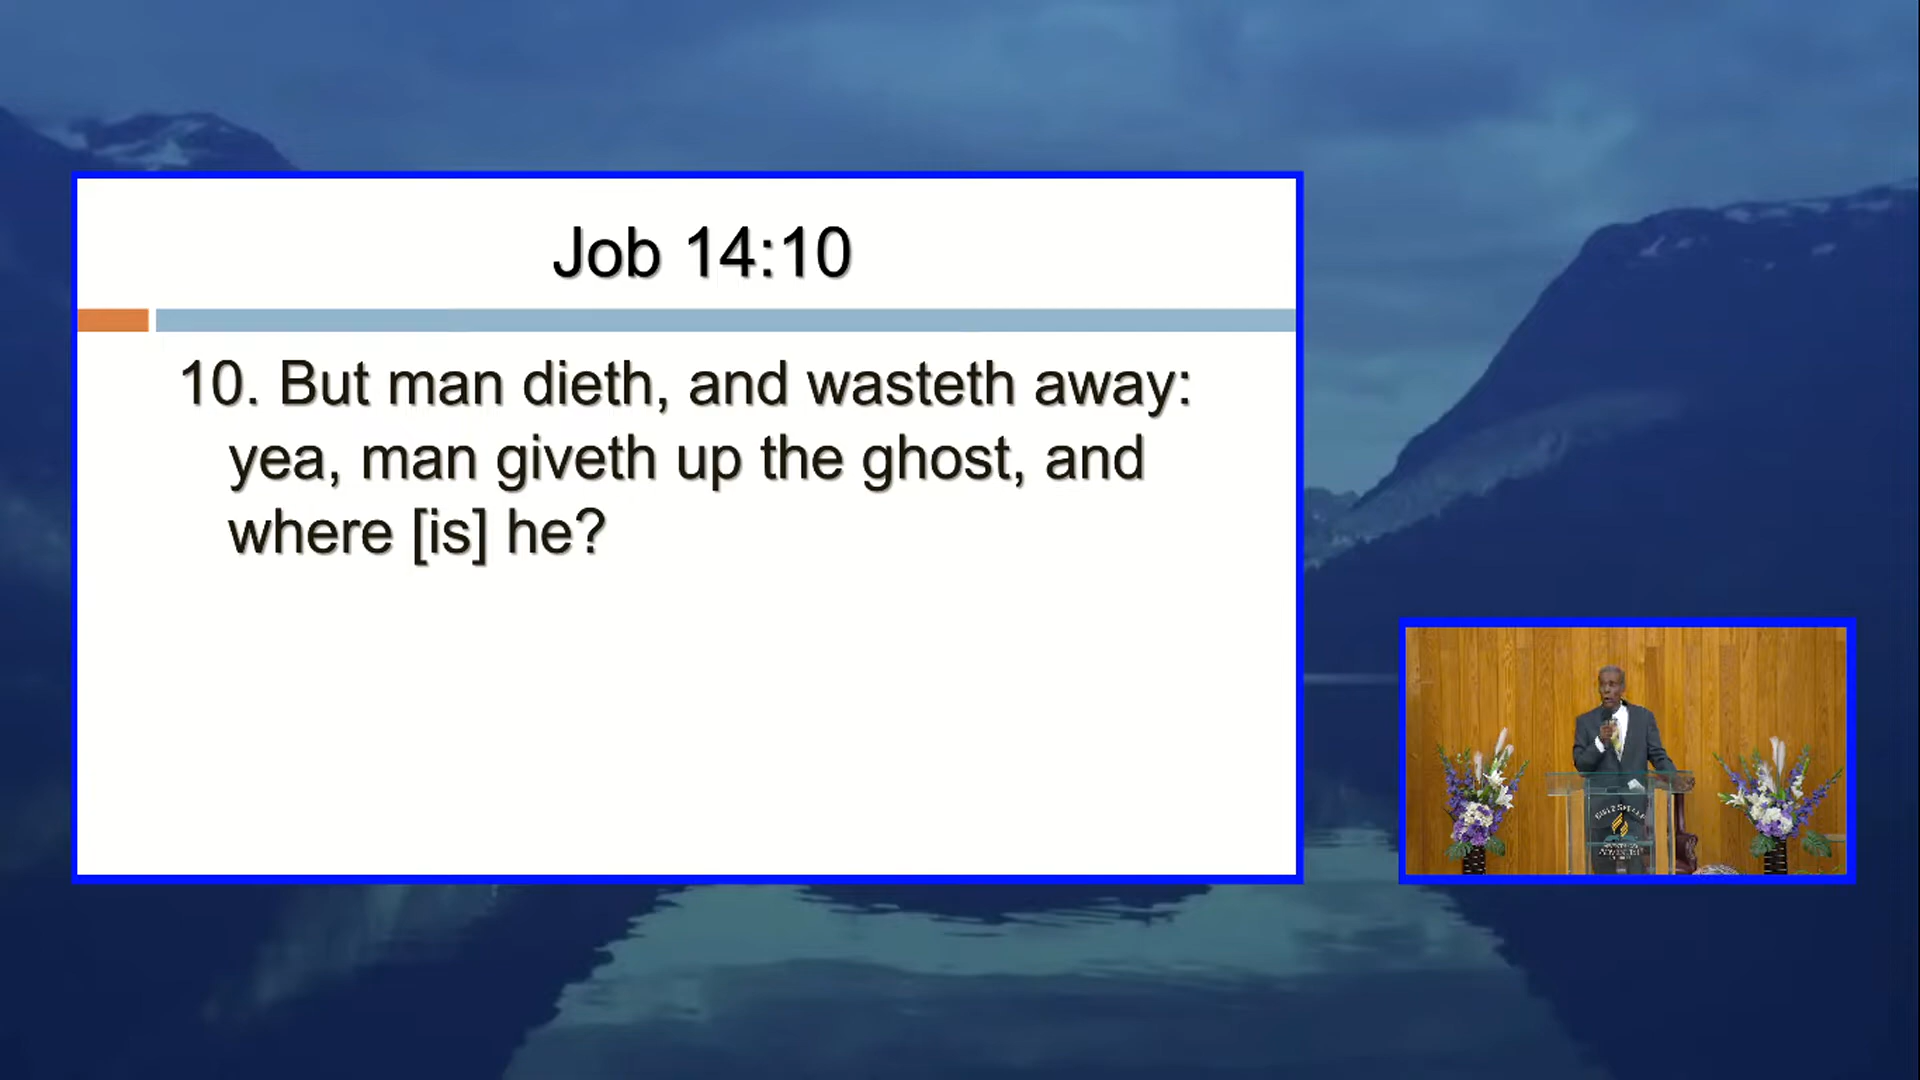 Job 14:10
10. But man dieth, and wasteth away:
yea, man giveth up the ghost, and
where [is] he?